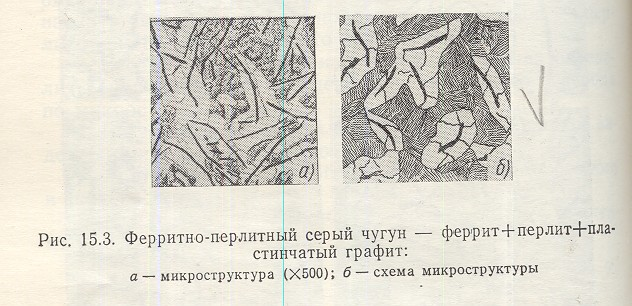 а)
б)
Рис. 15.3. Ферритно-перлитный серый чугун — феррит+перлит+пла-
стинчатый графит:
а — микроструктура (×500); б — схема микроструктуры